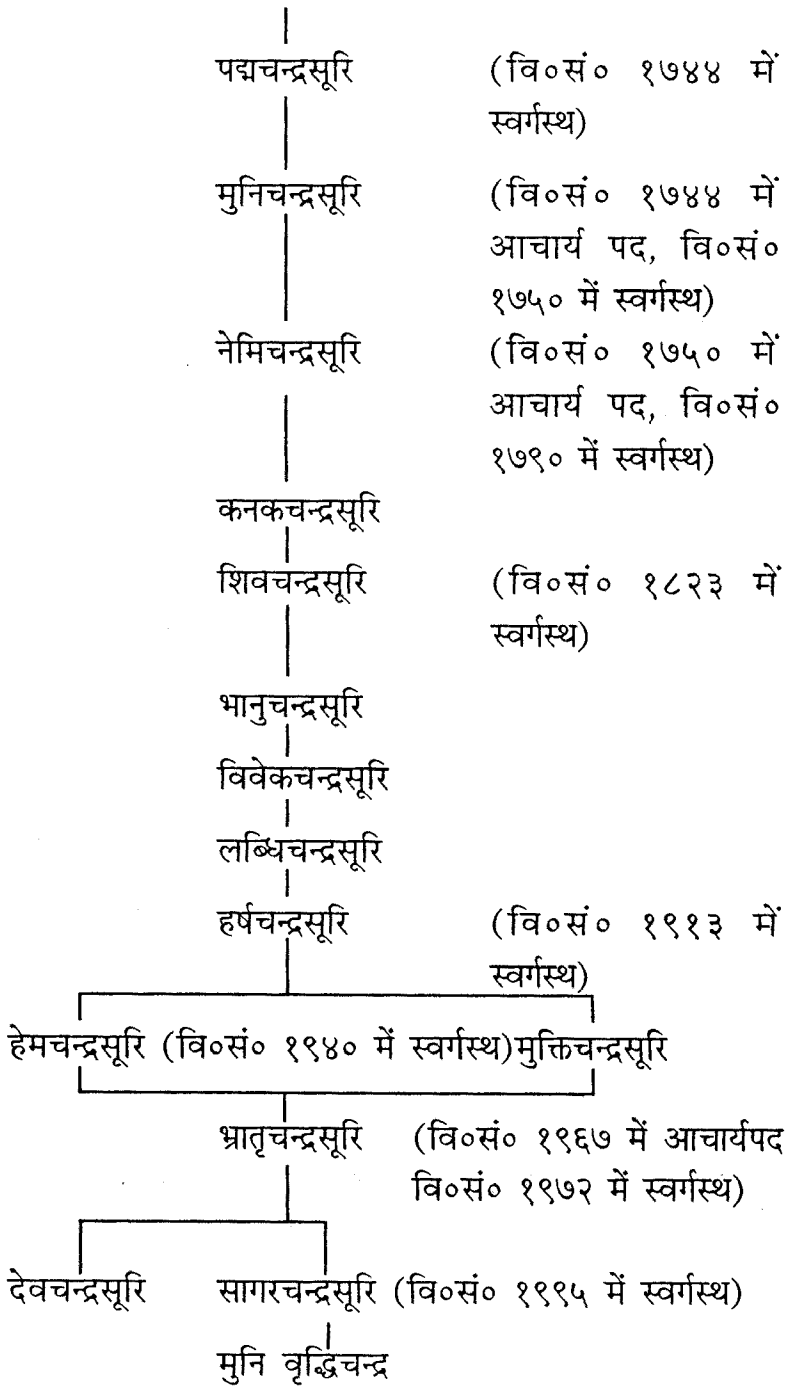 पद्मचन्द्रसूरि (वि०सं० १७४४ में
स्वर्गस्थ)
मुनिचन्द्रसूरि (वि०सं० १७४४ में
आचार्य पद, वि०सं०
१७५० में स्वर्गस्थ)
नेमिचन्द्रसूरि (वि०सं० १७५० में
आचार्य पद, वि०सं०
१७९० में स्वर्गस्थ)
कनकचन्द्रसूरि
शिवचन्द्रसूरि (वि०सं० १८२३ में
स्वर्गस्थ)
भानुचन्द्रसूरि
विवेकचन्द्रसूरि
लब्धिचन्द्रसूरि
हर्षचन्द्रसूरि (वि०सं० १९१३ में
स्वर्गस्थ)
हेमचन्द्रसूरि (वि०सं० १९४० में स्वर्गस्थ) मुक्तिचन्द्रसूरि
भ्रातृचन्द्रसूरि (वि०सं० १९६७ में आचार्यपद
वि०सं० १९७२ में स्वर्गस्थ)
देवचन्द्रसूरि सागरचन्द्रसूरि (वि०सं० १९९५ में स्वर्गस्थ)
मुनि वृद्धिचन्द्र